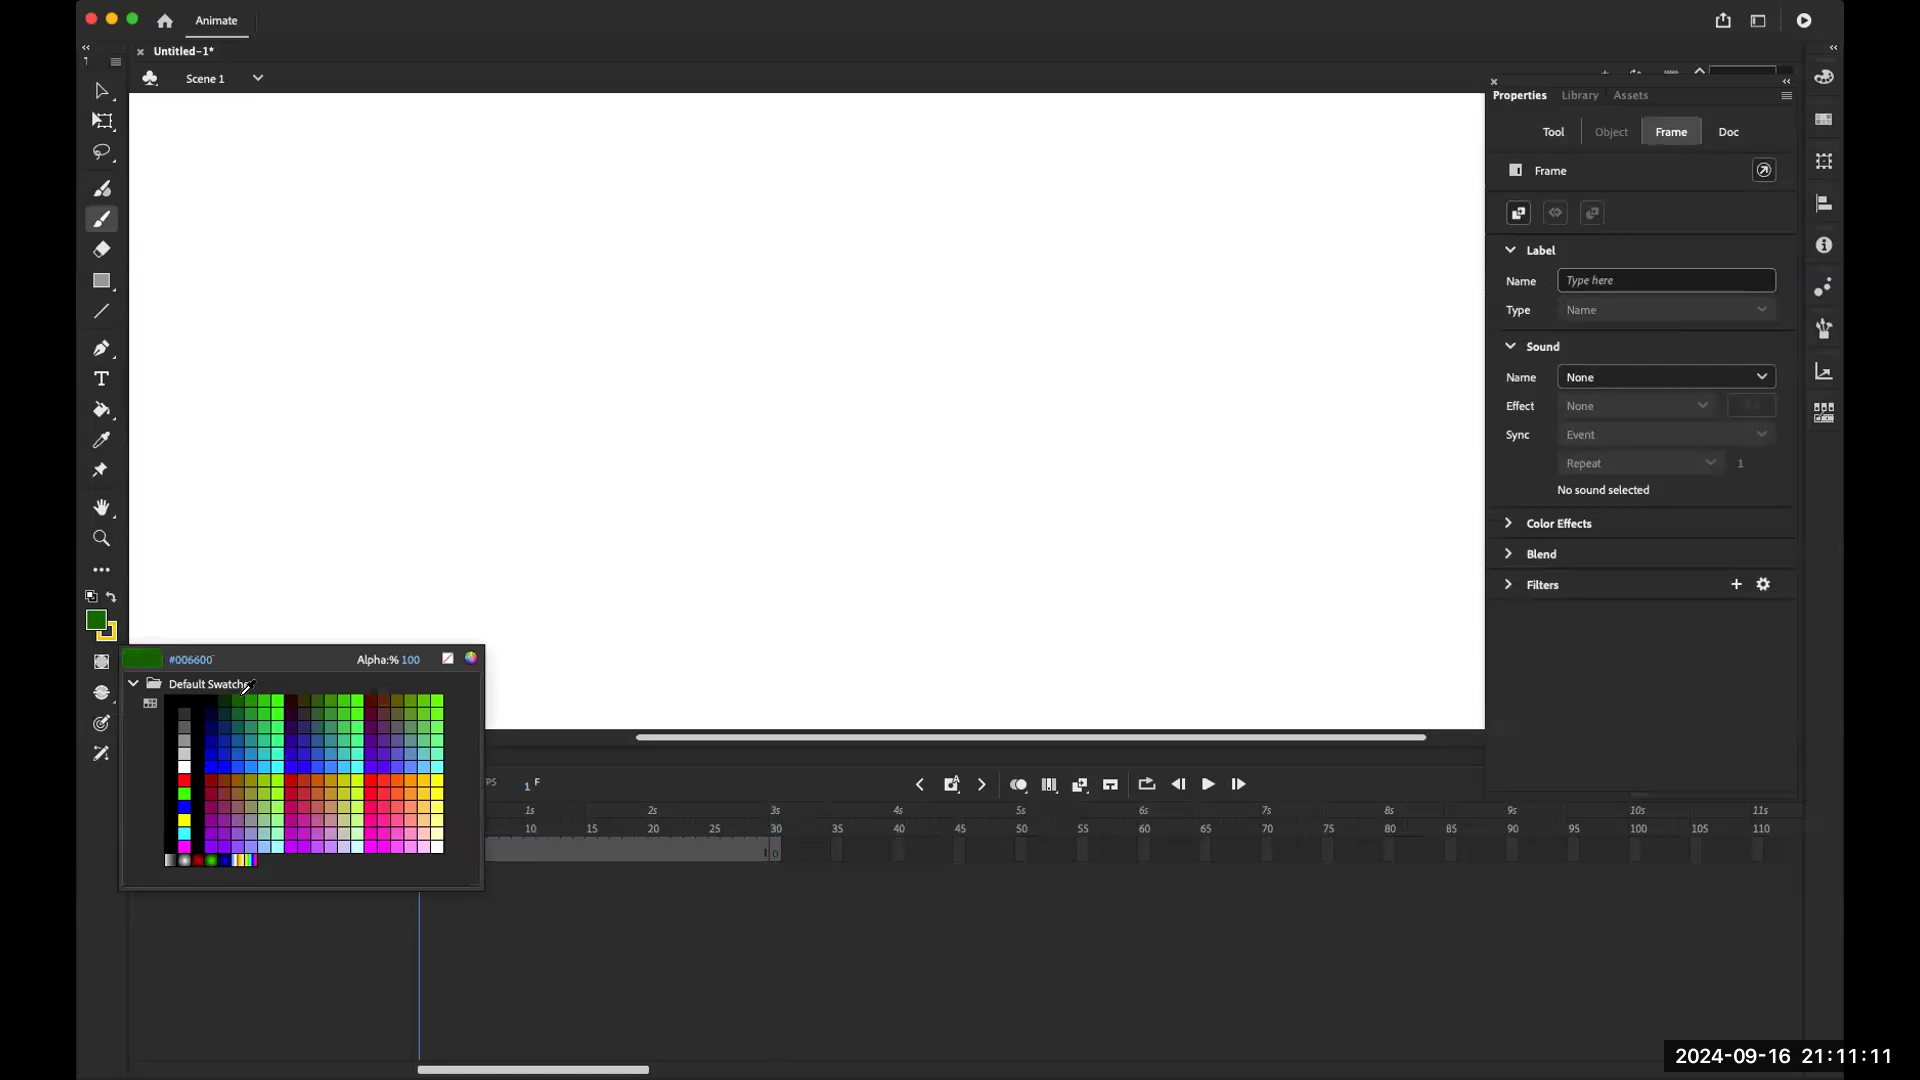 Animate
Untitled-1*
Scene 1
Properties Library Assets
Tool Object Frame Doc
Frame
Label
Name Type here
Type Name
Sound
Name None
Effect None
Sync Event
Repeat 1
No sound selected
Color Effects
Blend
Filters
#006600 Alpha:% 100
Default Swatches
1 F
1s 2s 3s 4s 5s 6s 7s 8s 9s 10s 11s
10 15 20 25 30 35 40 45 50 55 60 65 70 75 80 85 90 95 100 105 110
2024-09-16 21:11:11